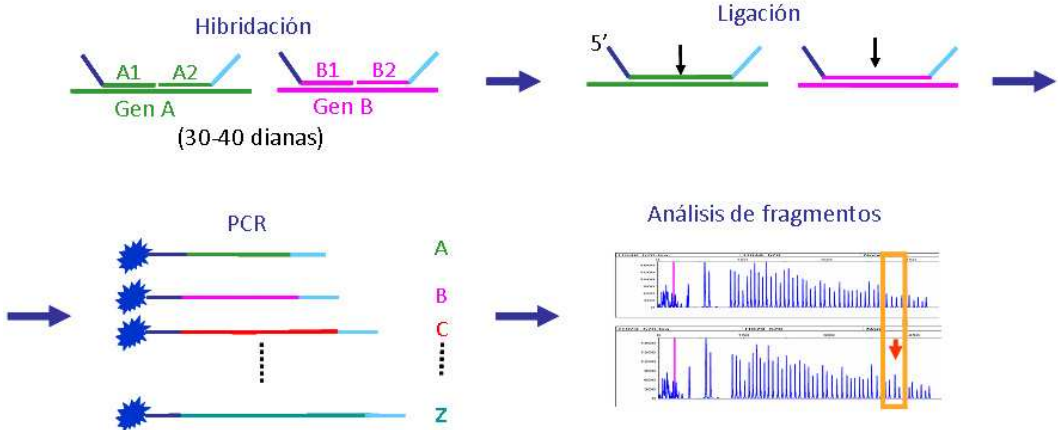 Hibridación
A1 A2
B1 B2
Gen A
Gen B
(30-40 dianas)
Ligación
5’
PCR
A
B
C
Z
Análisis de fragmentos